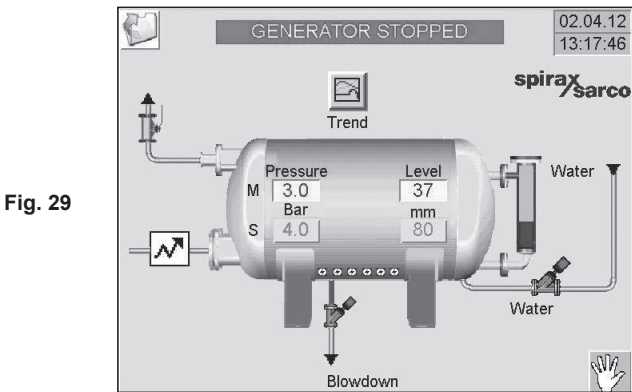 GENERATOR STOPPED
02.04.12
13:17:46
spirax
sarco
Trend
Fig. 29
Pressure
Level
Water
M
3.0
37
Bar
mm
S
4.0
80
Water
Blowdown